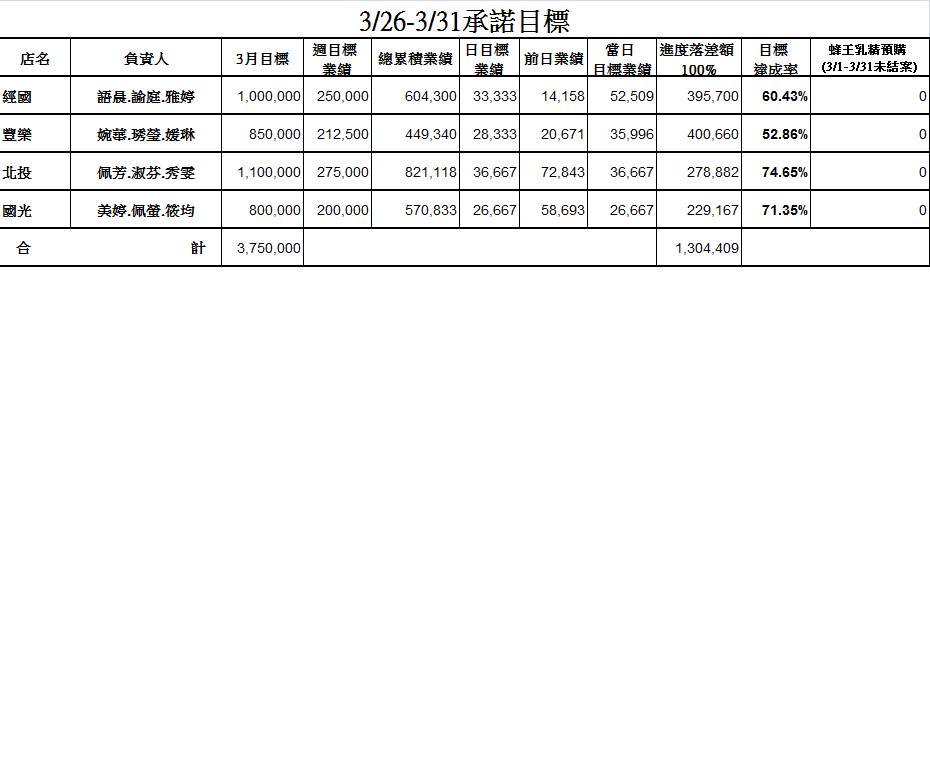 3/26-3/31承諾目標
店名 負責人 3月目標 週目標業績 總累積業績 日目標業績 前日業績 當日目標業績 進度落差額100% 目標達成率 蜂王乳精預購(3/1-3/31未結案)
經國 語晨.諭庭.雅婷 1,000,000 250,000 604,300 33,333 14,158 52,509 395,700 60.43% 0
豐樂 婉華.琇瑩.媛琳 850,000 212,500 449,340 28,333 20,671 35,996 400,660 52.86% 0
北投 佩芳.淑芬.秀雯 1,100,000 275,000 821,118 36,667 72,843 36,667 278,882 74.65% 0
國光 美婷.佩螢.筱均 800,000 200,000 570,833 26,667 58,693 26,667 229,167 71.35% 0
合 計 3,750,000 1,304,409